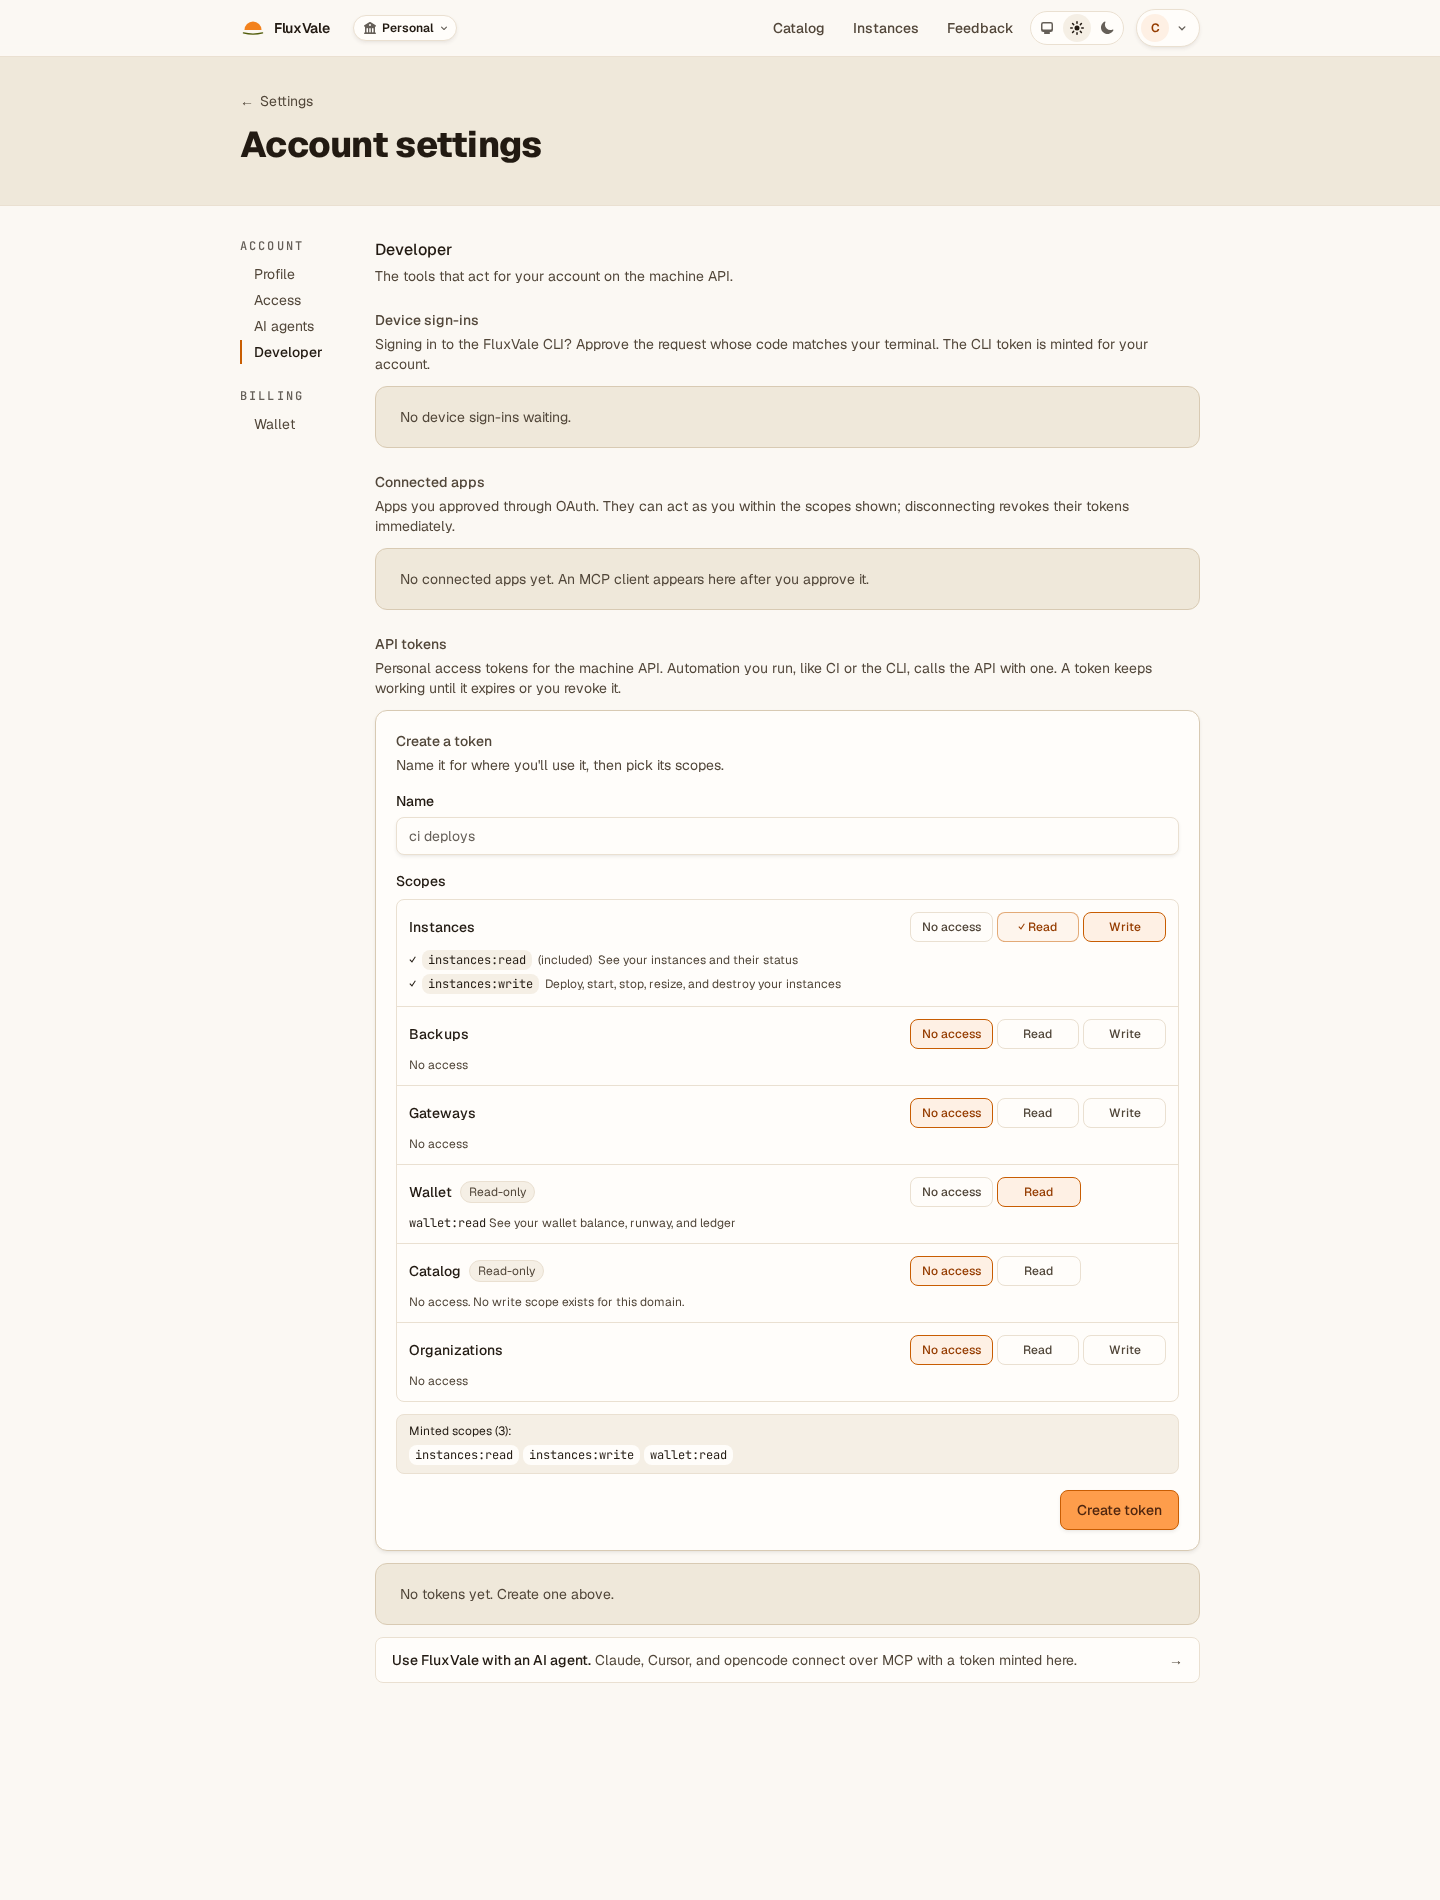 FluxVale
Personal
Catalog
Instances
Feedback
C
← Settings
Account settings
ACCOUNT
Profile
Access
AI agents
Developer
BILLING
Wallet
Developer
The tools that act for your account on the machine API.
Device sign-ins
Signing in to the FluxVale CLI? Approve the request whose code matches your terminal. The CLI token is minted for your
account.
No device sign-ins waiting.
Connected apps
Apps you approved through OAuth. They can act as you within the scopes shown; disconnecting revokes their tokens
immediately.
No connected apps yet. An MCP client appears here after you approve it.
API tokens
Personal access tokens for the machine API. Automation you run, like CI or the CLI, calls the API with one. A token keeps
working until it expires or you revoke it.
Create a token
Name it for where you'll use it, then pick its scopes.
Name
ci deploys
Scopes
Instances No access ✓ Read Write
✓ instances:read (included) See your instances and their status
✓ instances:write Deploy, start, stop, resize, and destroy your instances
Backups No access Read Write
No access
Gateways No access Read Write
No access
Wallet Read-only No access Read
wallet:read See your wallet balance, runway, and ledger
Catalog Read-only No access Read
No access. No write scope exists for this domain.
Organizations No access Read Write
No access
Minted scopes (3):
instances:read instances:write wallet:read
Create token
No tokens yet. Create one above.
Use FluxVale with an AI agent. Claude, Cursor, and opencode connect over MCP with a token minted here. →